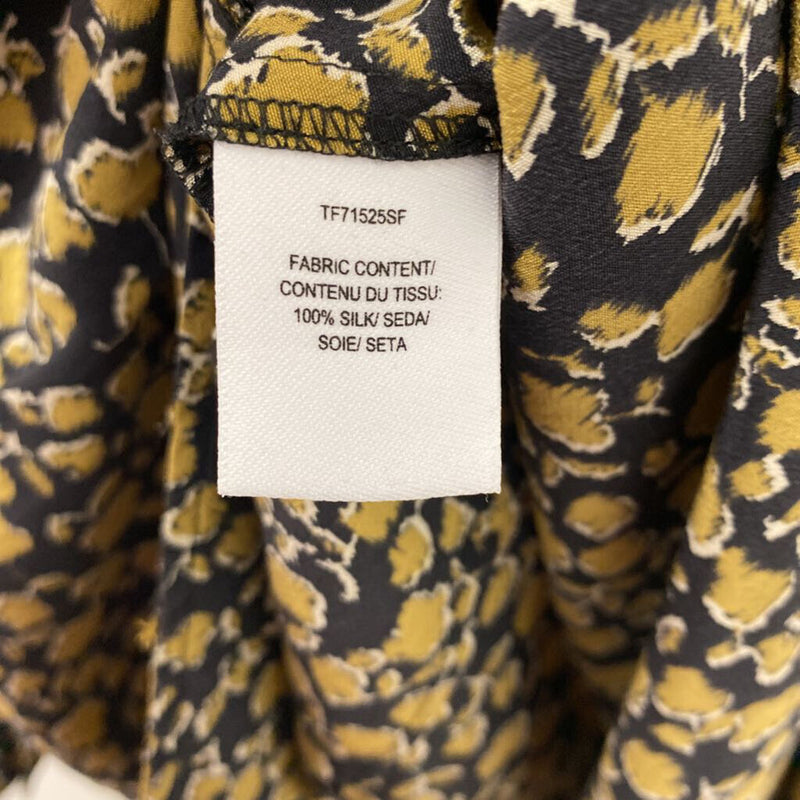 TF71525SF
FABRIC CONTENT/
CONTENU DU TISSU:
100% SILK/ SEDA/
SOIE/ SETA